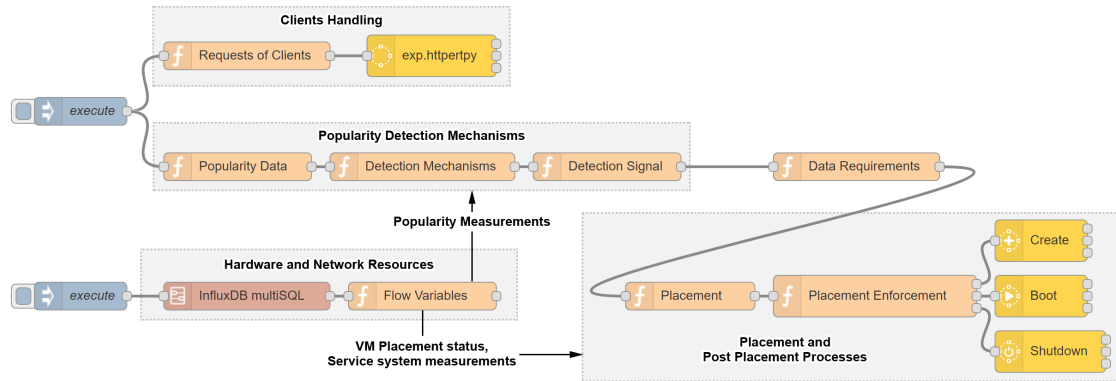 Clients Handling
Requests of Clients
exp.httpertpy
execute
Popularity Detection Mechanisms
Popularity Data
Detection Mechanisms
Detection Signal
Data Requirements
Popularity Measurements
Hardware and Network Resources
execute
InfluxDB multiSQL
Flow Variables
VM Placement status,
Service system measurements
Placement
Placement Enforcement
Create
Boot
Shutdown
Placement and
Post Placement Processes